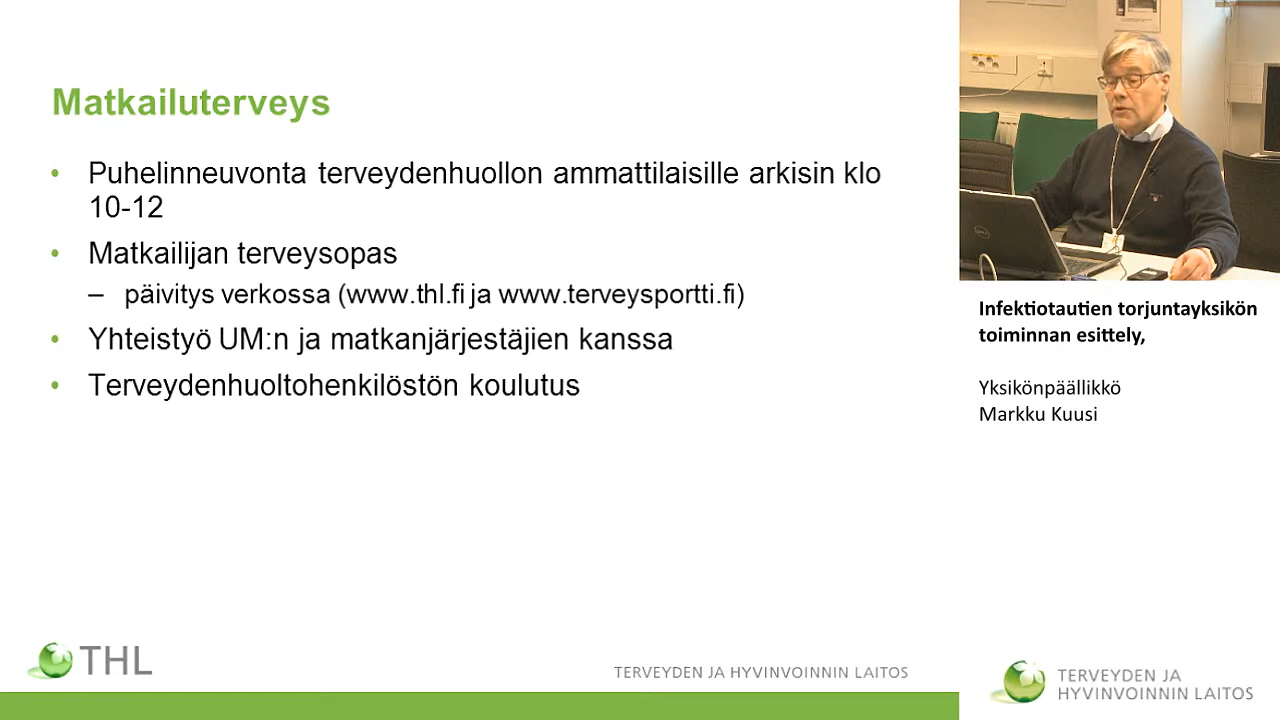 Matkailuterveys
• Puhelinneuvonta terveydenhuollon ammattilaisille arkisin klo
10-12
• Matkailijan terveysopas
– päivitys verkossa (www.thl.fi ja www.terveysportti.fi)
• Yhteistyö UM:n ja matkanjärjestäjien kanssa
• Terveydenhuoltohenkilöstön koulutus
Infektiotautien torjuntayksikön
toiminnan esittely,
Yksikönpäällikkö
Markku Kuusi
THL
TERVEYDEN JA HYVINVOINNIN LAITOS
TERVEYDEN JA
HYVINVOINNIN LAITOS